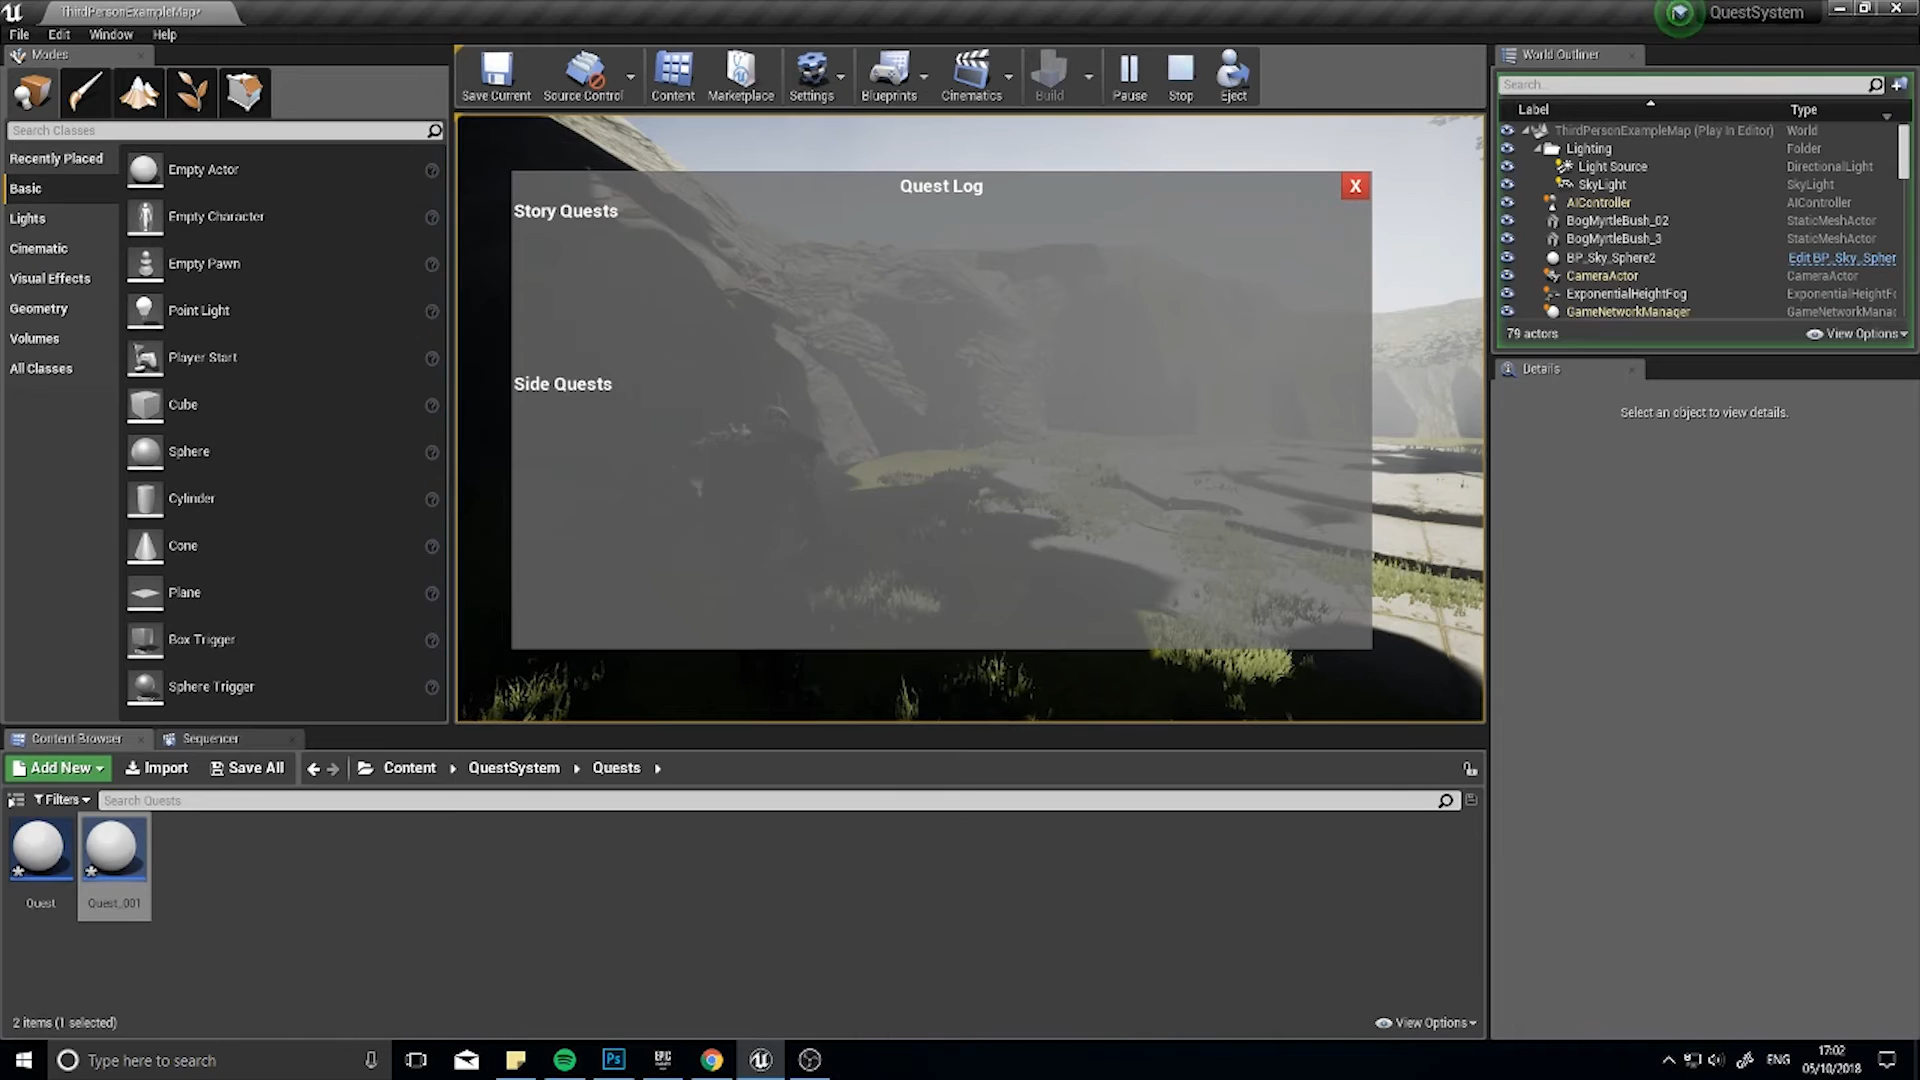 ThirdPersonExampleMap*
QuestSystem
File Edit Window Help
Modes
Search Classes
Recently Placed
Basic
Lights
Cinematic
Visual Effects
Geometry
Volumes
All Classes
Empty Actor
Empty Character
Empty Pawn
Point Light
Player Start
Cube
Sphere
Cylinder
Cone
Plane
Box Trigger
Sphere Trigger
Save Current Source Control Content Marketplace Settings Blueprints Cinematics Build Pause Stop Eject
Quest Log
X
Story Quests
Side Quests
World Outliner
Search...
Label Type
ThirdPersonExampleMap (Play In Editor) World
Lighting Folder
Light Source DirectionalLight
SkyLight SkyLight
AIController AIController
BogMyrtleBush_02 StaticMeshActor
BogMyrtleBush_3 StaticMeshActor
BP_Sky_Sphere2 Edit BP_Sky_Spher
CameraActor CameraActor
ExponentialHeightFog ExponentialHeightFo
GameNetworkManager GameNetworkManag
79 actors View Options
Details
Select an object to view details.
Content Browser Sequencer
Add New Import Save All Content QuestSystem Quests
Filters Search Quests
Quest Quest_001
2 items (1 selected) View Options
Type here to search
Ps
EPIC
ENG
17:02
05/10/2018